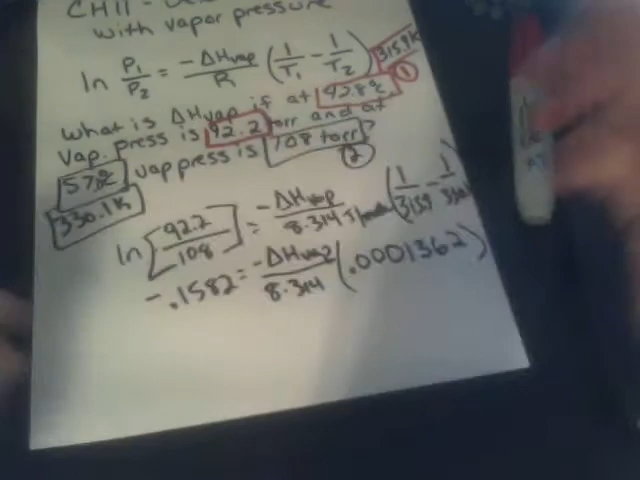 CH11 -
with vapor pressure
ln P1/P2 = -ΔHvap/R (1/T1 - 1/T2) 315.9K
What is ΔHvap if at 42.8°C ①
vap. press is 92.2 torr and at
57°C vap press is 108 torr? ②
330.1K
ln [92.2/108] = -ΔHvap/8.314 (1/315.9 - 1/
-.1582 = -ΔHvap/8.314 (.0001362)